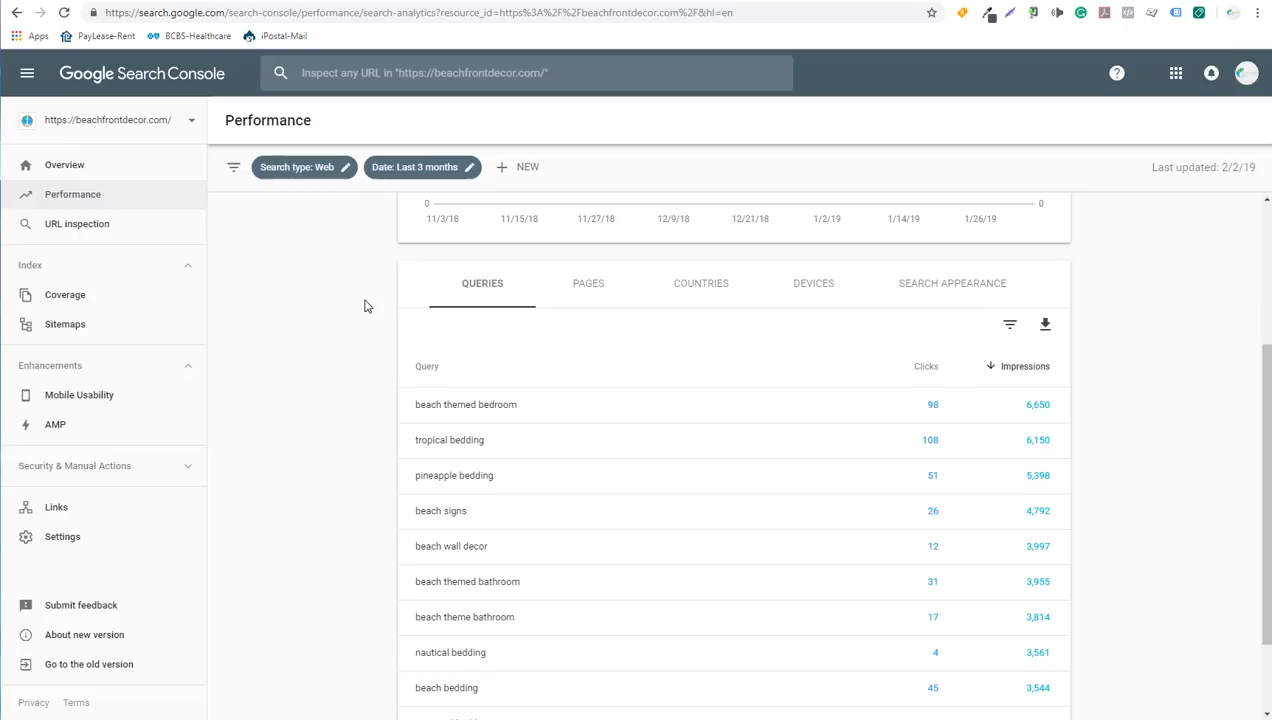 https://search.google.com/search-console/performance/search-analytics?resource_id=https%3A%2F%2Fbeachfrontdecor.com%2F&hl=en
Apps PayLease-Rent BCBS-Healthcare iPostal-Mail
Google Search Console
Inspect any URL in "https://beachfrontdecor.com/"
https://beachfrontdecor.com/
Performance
Overview
Performance
URL inspection
Index
Coverage
Sitemaps
Enhancements
Mobile Usability
AMP
Security & Manual Actions
Links
Settings
Submit feedback
About new version
Go to the old version
Privacy Terms
Search type: Web Date: Last 3 months NEW Last updated: 2/2/19
0 0
11/3/18 11/15/18 11/27/18 12/9/18 12/21/18 1/2/19 1/14/19 1/26/19
QUERIES PAGES COUNTRIES DEVICES SEARCH APPEARANCE
Query Clicks Impressions
beach themed bedroom 98 6,650
tropical bedding 108 6,150
pineapple bedding 51 5,398
beach signs 26 4,792
beach wall decor 12 3,997
beach themed bathroom 31 3,955
beach theme bathroom 17 3,814
nautical bedding 4 3,561
beach bedding 45 3,544